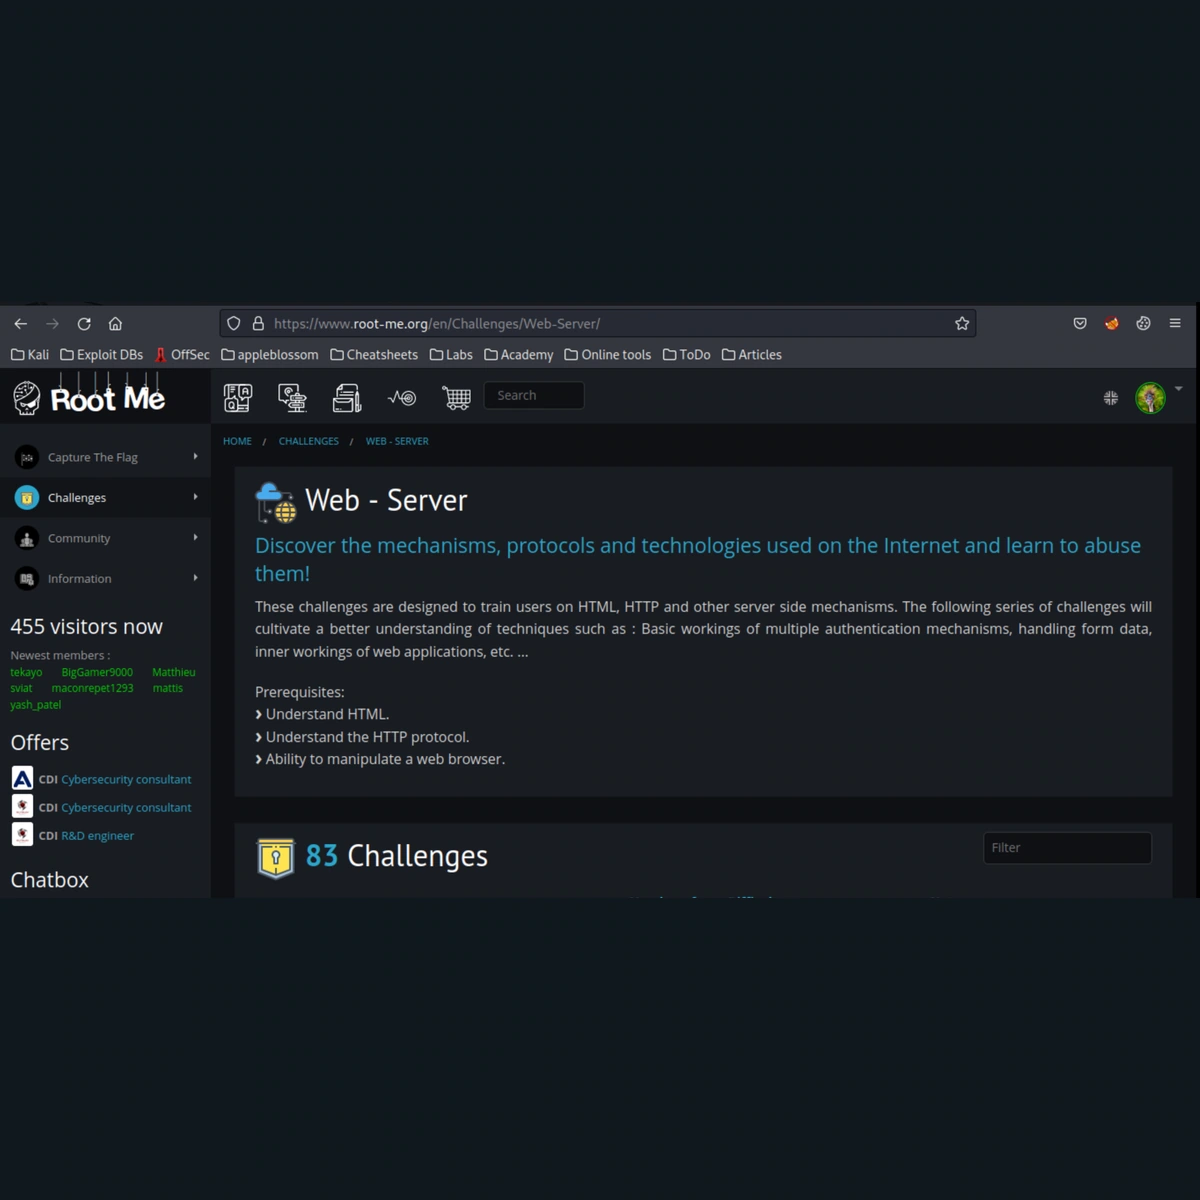 https://www.root-me.org/en/Challenges/Web-Server/
Kali Exploit DBs OffSec appleblossom Cheatsheets Labs Academy Online tools ToDo Articles
Root Me
Search
Capture The Flag
Challenges
Community
Information
455 visitors now
Newest members :
tekayo BigGamer9000 Matthieu
sviat maconrepet1293 mattis
yash_patel
Offers
CDI Cybersecurity consultant
CDI Cybersecurity consultant
CDI R&D engineer
Chatbox
HOME / CHALLENGES / WEB - SERVER
Web - Server
Discover the mechanisms, protocols and technologies used on the Internet and learn to abuse
them!
These challenges are designed to train users on HTML, HTTP and other server side mechanisms. The following series of challenges will
cultivate a better understanding of techniques such as : Basic workings of multiple authentication mechanisms, handling form data,
inner workings of web applications, etc. ...
Prerequisites:
› Understand HTML.
› Understand the HTTP protocol.
› Ability to manipulate a web browser.
83 Challenges
Filter